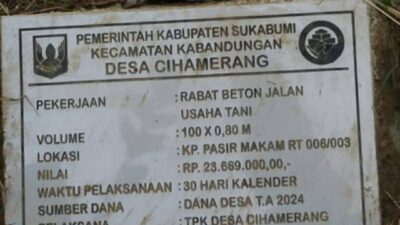 PEMERINTAH KABUPATEN SUKABUMI
KECAMATAN KABANDUNGAN
DESA CIHAMERANG
PEKERJAAN : RABAT BETON JALAN
USAHA TANI
VOLUME : 100 X 0,80 M
LOKASI : KP. PASIR MAKAM RT 006/003
NILAI : RP. 23.669.000,00,-
WAKTU PELAKSANAAN : 30 HARI KALENDER
SUMBER DANA : DANA DESA T.A 2024
PELAKSANA : TPK DESA CIHAMERANG